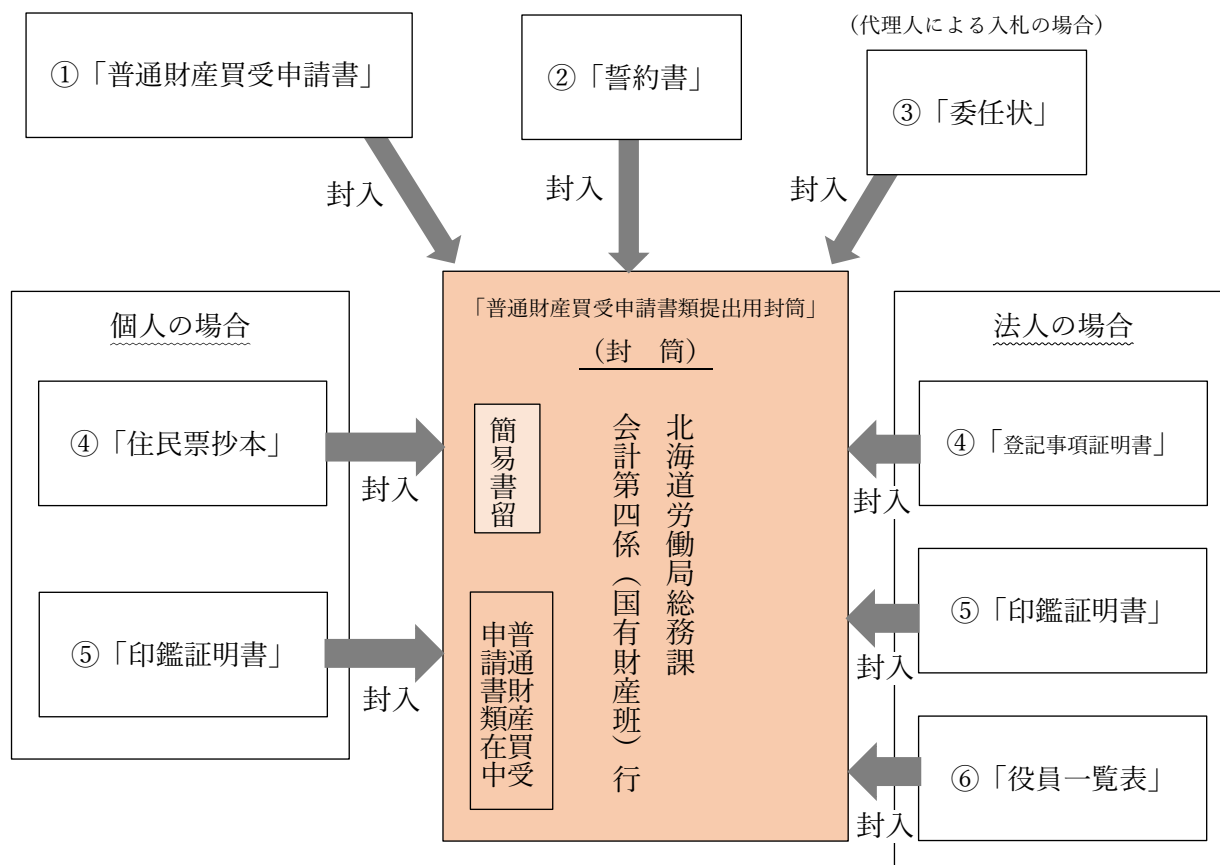 (代理人による入札の場合)
①「普通財産買受申請書」
②「誓約書」
③「委任状」
封入
封入
封入
個人の場合
④「住民票抄本」
封入
⑤「印鑑証明書」
封入
「普通財産買受申請書類提出用封筒」
(封 筒)
北海道労働局総務課
会計第四係(国有財産班)行
簡易書留
普通財産買受
申請書類在中
法人の場合
④「登記事項証明書」
封入
⑤「印鑑証明書」
封入
⑥「役員一覧表」
封入